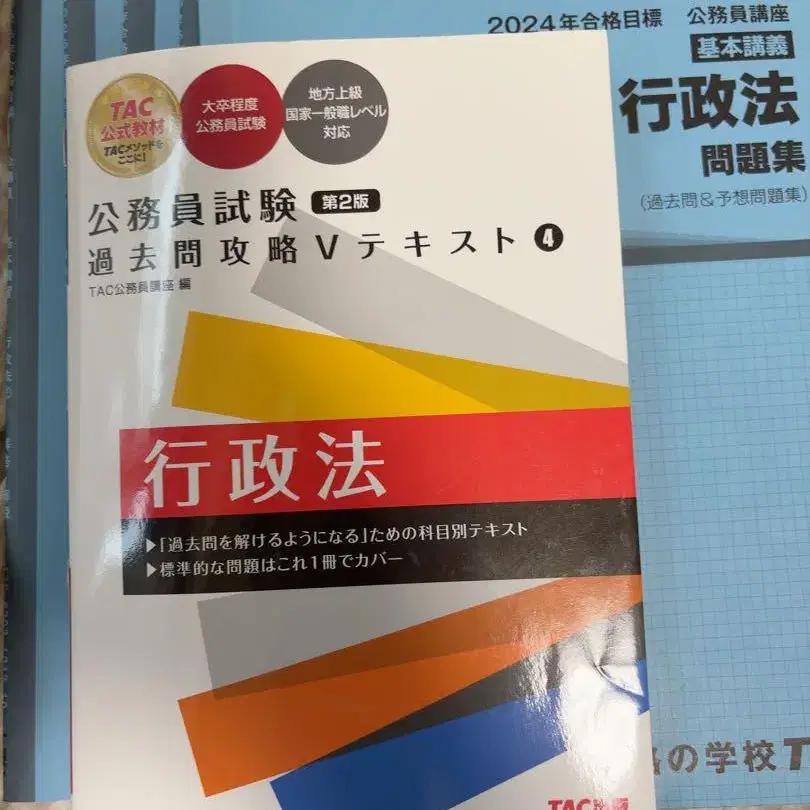 2024年合格目標 公務員講座
基本講義
行政法
問題集
(過去問&予想問題集)
TAC
公式教材
TACメソッドを
ここに!
大卒程度
公務員試験
地方上級
国家一般職レベル
対応
公務員試験 第2版
過去問攻略Vテキスト 4
TAC公務員講座 編
行政法
▶「過去問を解けるようになる」ための科目別テキスト
▶標準的な問題はこれ1冊でカバー
の学校T
TAC出版